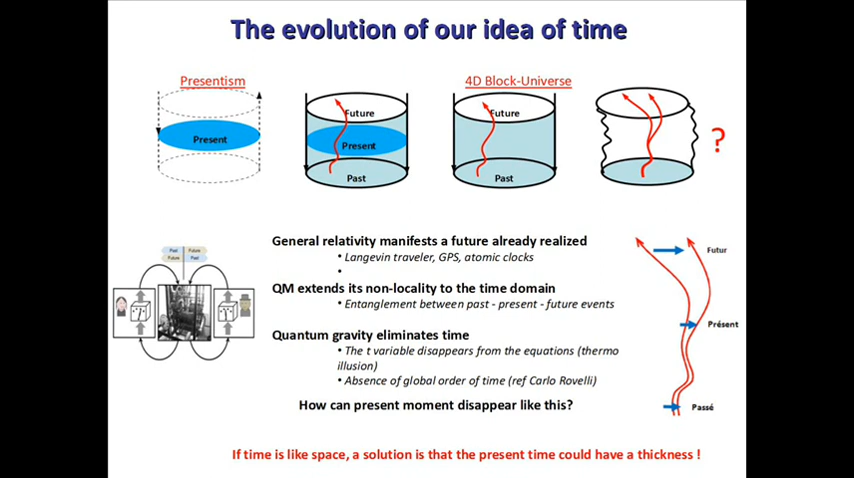 The evolution of our idea of time
Presentism
4D Block-Universe
Present
Future
Present
Past
Future
Past
?
Past Future
Future Past
General relativity manifests a future already realized
• Langevin traveler, GPS, atomic clocks
•
QM extends its non-locality to the time domain
• Entanglement between past - present - future events
Quantum gravity eliminates time
• The t variable disappears from the equations (thermo
illusion)
• Absence of global order of time (ref Carlo Rovelli)
How can present moment disappear like this?
Futur
Présent
Passé
If time is like space, a solution is that the present time could have a thickness !